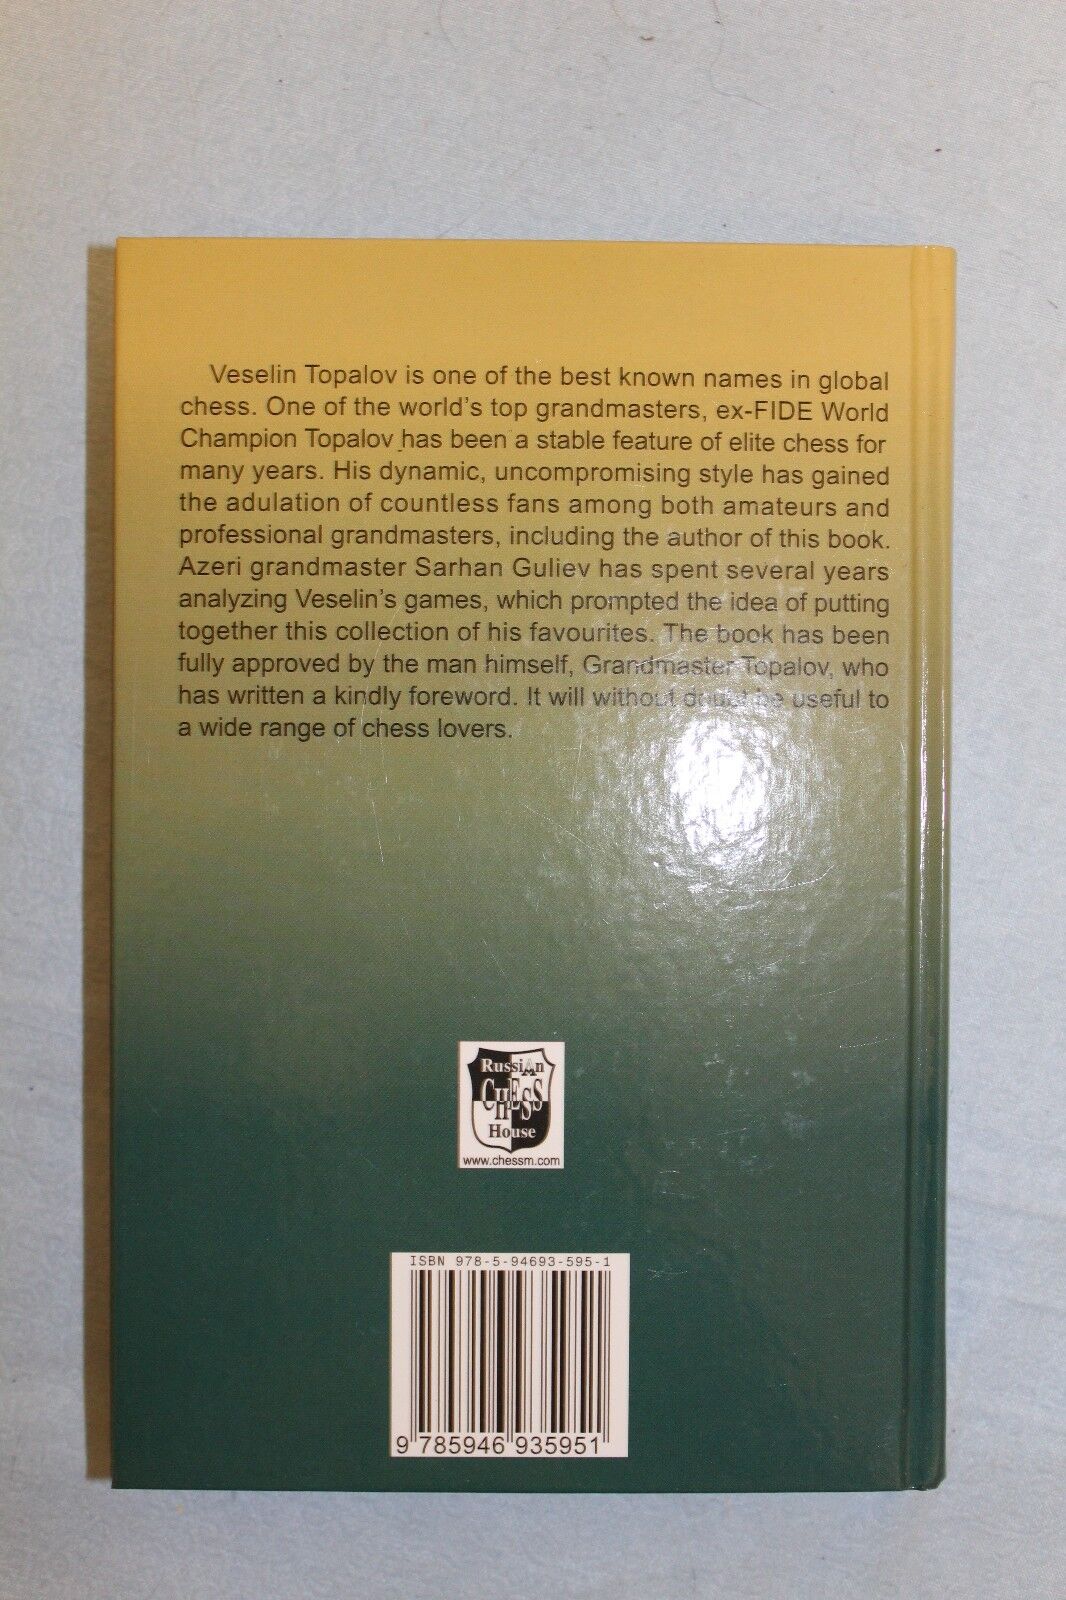 Veselin Topalov is one of the best known names in global
chess. One of the world's top grandmasters, ex-FIDE World
Champion Topalov has been a stable feature of elite chess for
many years. His dynamic, uncompromising style has gained
the adulation of countless fans among both amateurs and
professional grandmasters, including the author of this book.
Azeri grandmaster Sarhan Guliev has spent several years
analyzing Veselin's games, which prompted the idea of putting
together this collection of his favourites. The book has been
fully approved by the man himself, Grandmaster Topalov, who
has written a kindly foreword. It will without doubt be useful to
a wide range of chess lovers.
RussiAn
CHESS
House
www.chessm.com
ISBN 978-5-94693-595-1
9 785946 935951